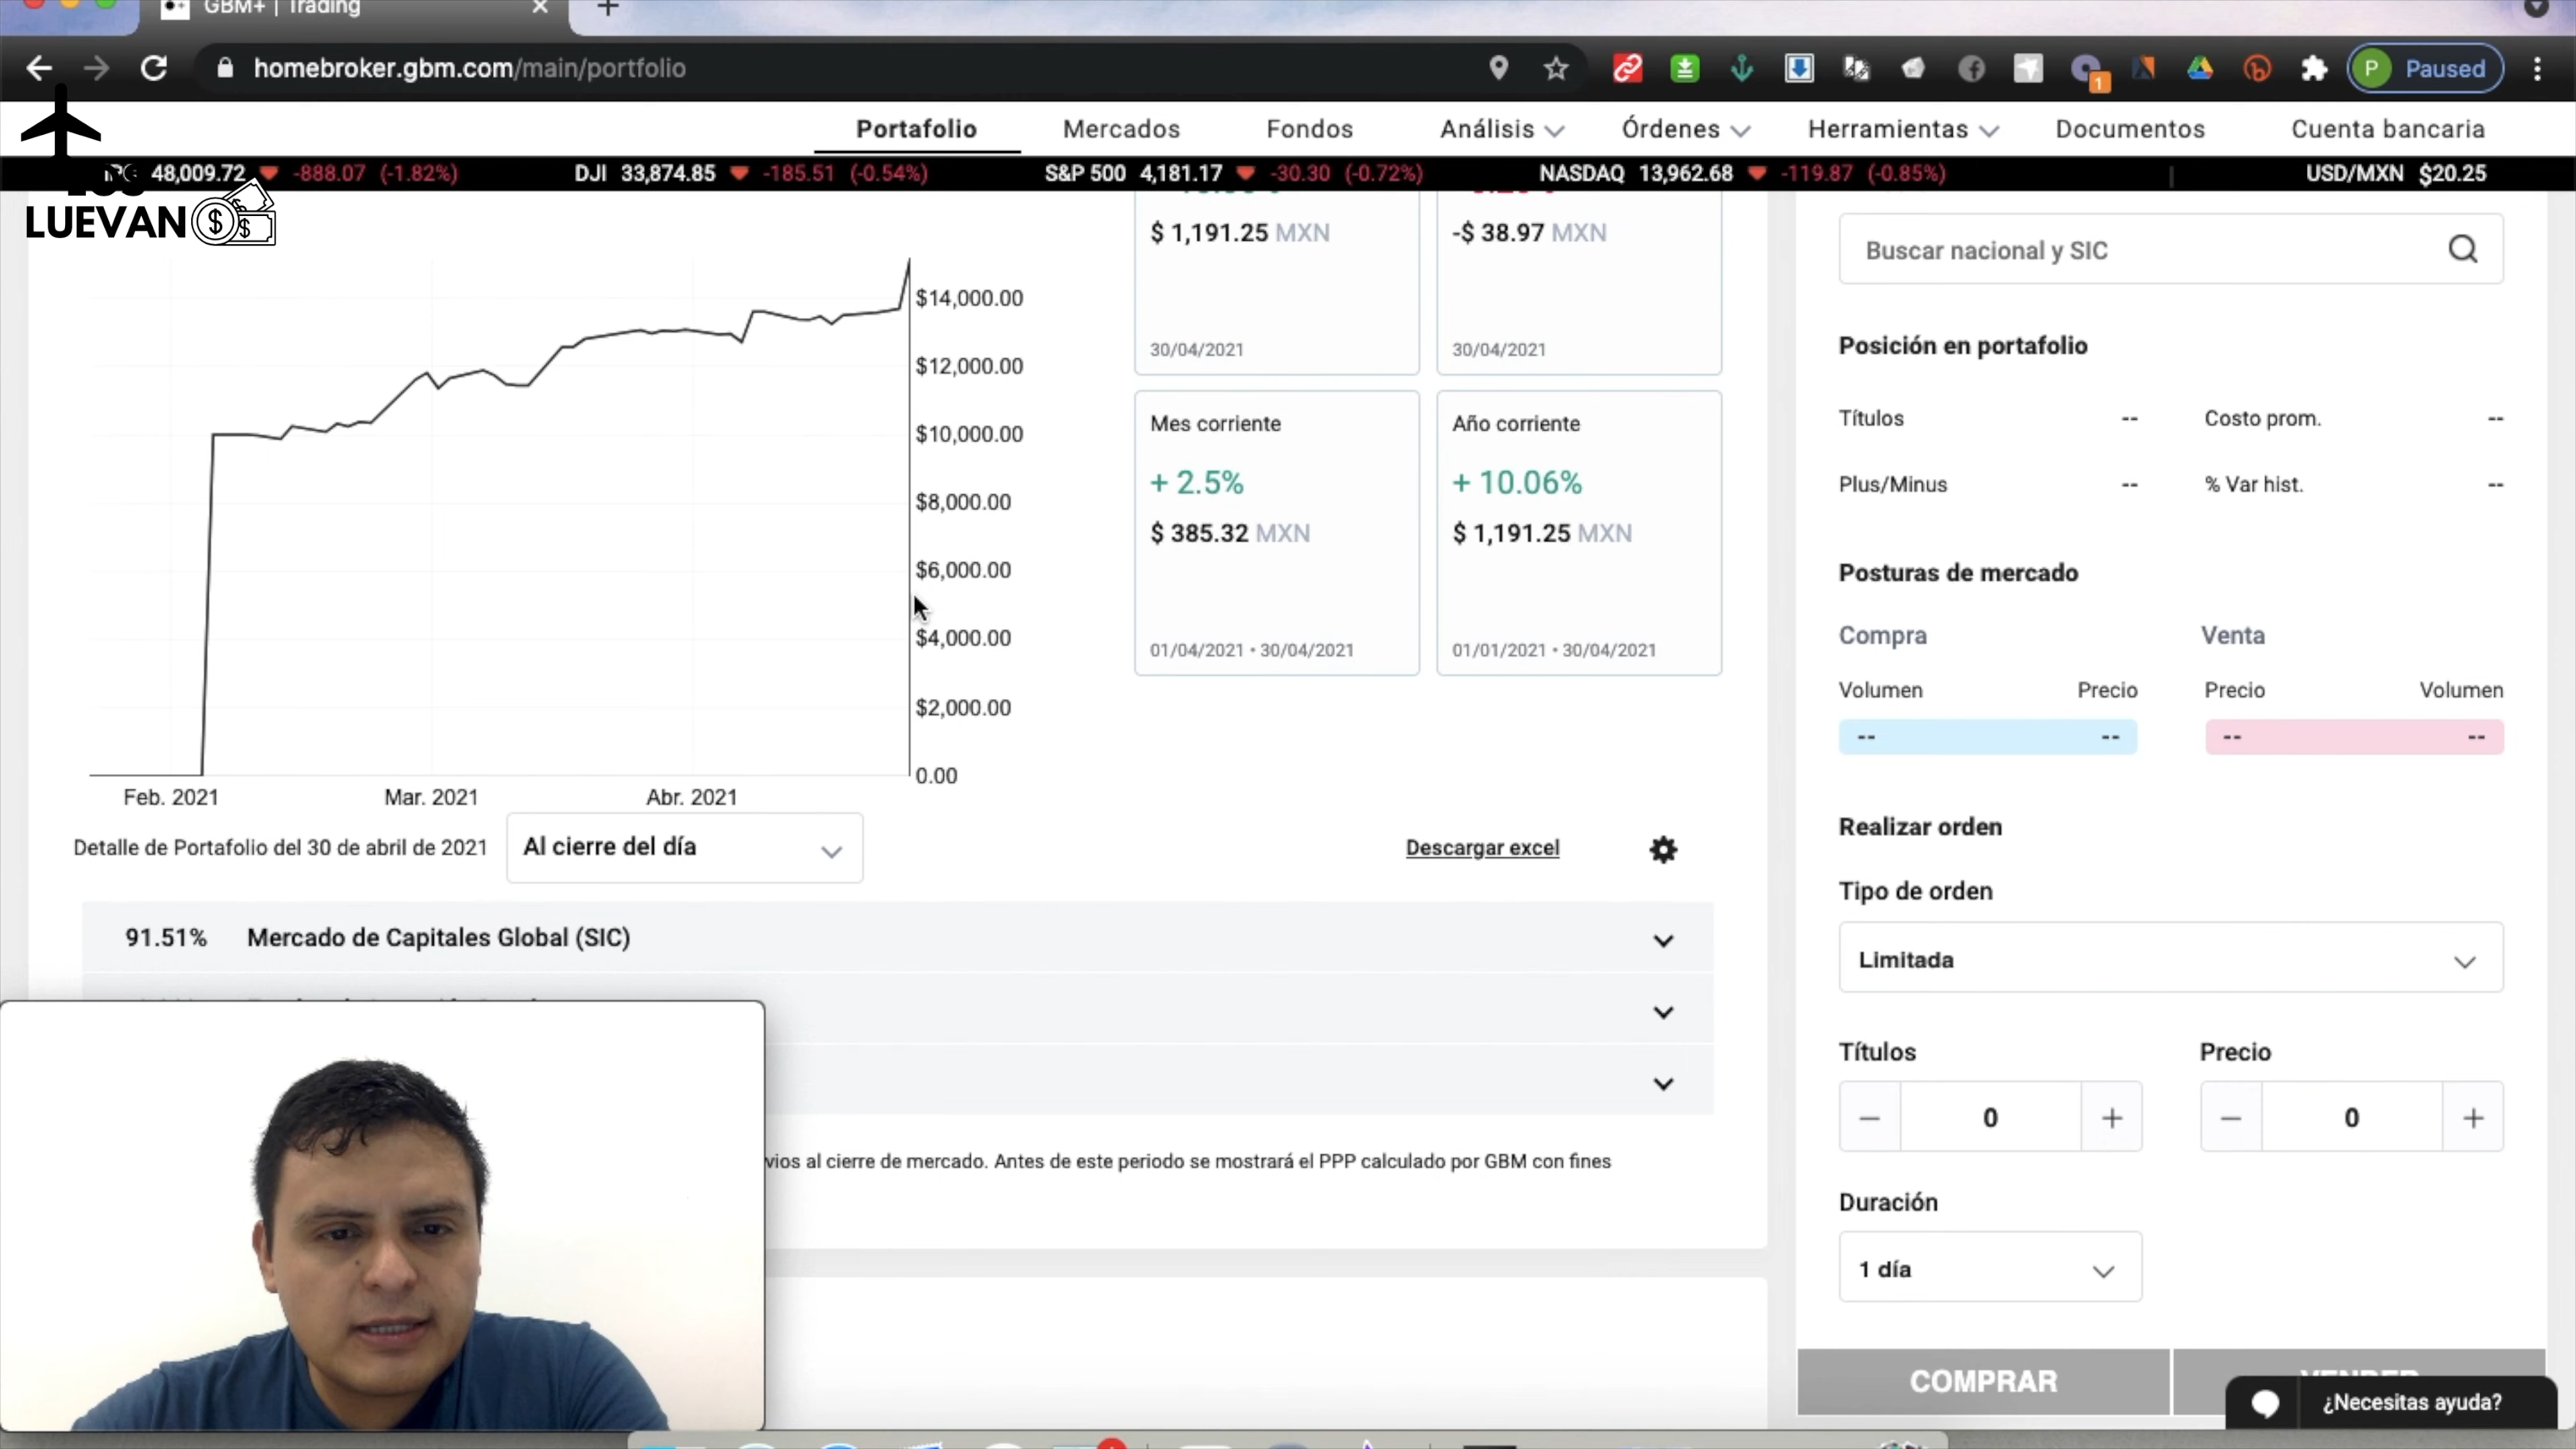 GBM+ | Trading
homebroker.gbm.com/main/portfolio
1
P Paused
Portafolio Mercados Fondos Análisis Órdenes Herramientas Documentos Cuenta bancaria
48,009.72 -888.07 (-1.82%) DJI 33,874.85 -185.51 (-0.54%) S&P 500 4,181.17 -30.30 (-0.72%) NASDAQ 13,962.68 -119.87 (-0.85%) USD/MXN $20.25
LUEVAN
$ 1,191.25 MXN
30/04/2021
-$ 38.97 MXN
30/04/2021
$14,000.00
$12,000.00
$10,000.00
$8,000.00
$6,000.00
$4,000.00
$2,000.00
0.00
Feb. 2021 Mar. 2021 Abr. 2021
Mes corriente
+ 2.5%
$ 385.32 MXN
01/04/2021 • 30/04/2021
Año corriente
+ 10.06%
$ 1,191.25 MXN
01/01/2021 • 30/04/2021
Detalle de Portafolio del 30 de abril de 2021 Al cierre del día Descargar excel
91.51% Mercado de Capitales Global (SIC)
vios al cierre de mercado. Antes de este periodo se mostrará el PPP calculado por GBM con fines
Buscar nacional y SIC
Posición en portafolio
Títulos -- Costo prom. --
Plus/Minus -- % Var hist. --
Posturas de mercado
Compra Venta
Volumen Precio Precio Volumen
-- -- -- --
Realizar orden
Tipo de orden
Limitada
Títulos Precio
− 0 + − 0 +
Duración
1 día
COMPRAR
¿Necesitas ayuda?